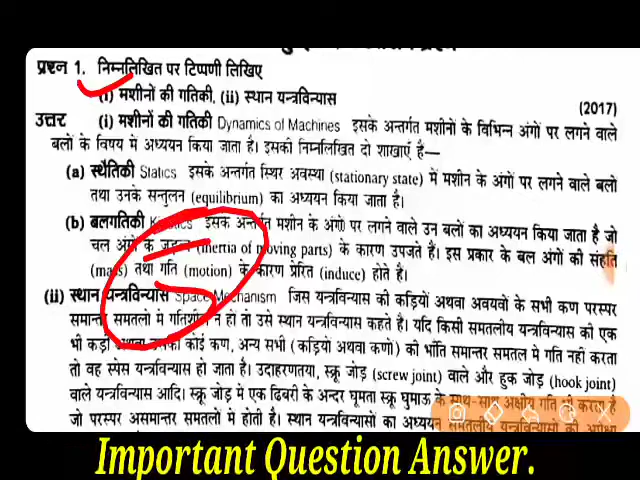 प्रश्न 1. निम्नलिखित पर टिप्पणी लिखिए
(i) मशीनों की गतिकी, (ii) स्थान यन्त्रविन्यास
(2017)
उत्तर (i) मशीनों की गतिकी Dynamics of Machines इसके अन्तर्गत मशीनों के विभिन्न अंगों पर लगने वाले
बलों के विषय में अध्ययन किया जाता है। इसकी निम्नलिखित दो शाखाएँ है—
(a) स्थैतिकी Statics इसके अन्तर्गत स्थिर अवस्था (stationary state) में मशीन के अंगों पर लगने वाले बलो
तथा उनके सन्तुलन (equilibrium) का अध्ययन किया जाता है।
(b) बलगतिकी इसके अन्तर्गत मशीन के अंगो पर लगने वाले उन बलों का अध्ययन किया जाता है जो
चल अंगों के (inertia of moving parts) के कारण उपजते हैं। इस प्रकार के बल अंगों की संहति
(mass) तथा गति (motion) के कारण प्रेरित (induce) होते है।
(ii) स्थान यन्त्रविन्यास Space Mechanism जिस यन्त्रविन्यास की कड़ियों अथवा अवयवों के सभी कण परस्पर
समान्तर समतलो मे न हो तो उसे स्थान यन्त्रविन्यास कहते है। यदि किसी समतलीय यन्त्रविन्यास की एक
भी कड़ी कोई कण, अन्य सभी (कड़ियो अथवा कणो) की भाँति समान्तर समतल मे गति नहीं करता
तो वह स्पेस यन्त्रविन्यास हो जाता है। उदाहरणतया, स्क्रू जोड़ (screw joint) वाले और हुक जोड़ (hook joint)
वाले यन्त्रविन्यास आदि। स्क्रू जोड़ में एक ढिबरी के अन्दर घूमता स्क्रू घुमाऊ के साथ-साथ अक्षीय गति भी करता है
जो परस्पर असमान्तर समतलों में होती है। स्थान यन्त्रविन्यासों का अध्ययन समतलीय यन्त्रविन्यासो की अपेक्षा
Important Question Answer.